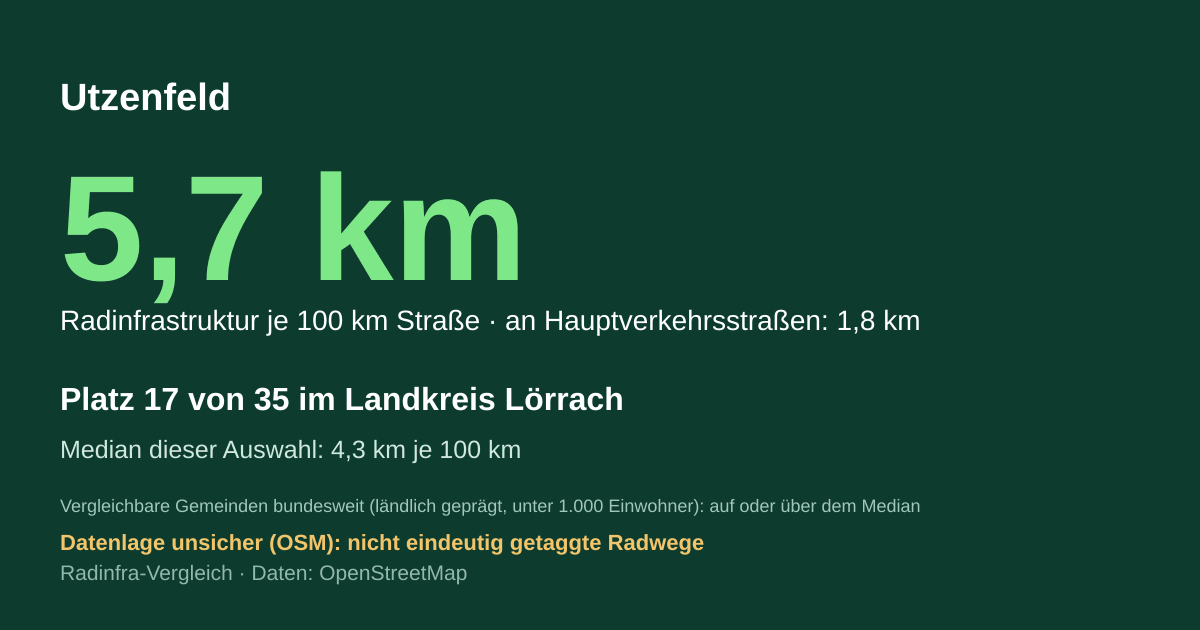 Utzenfeld
5,7 km
Radinfrastruktur je 100 km Straße · an Hauptverkehrsstraßen: 1,8 km
Platz 17 von 35 im Landkreis Lörrach
Median dieser Auswahl: 4,3 km je 100 km
Vergleichbare Gemeinden bundesweit (ländlich geprägt, unter 1.000 Einwohner): auf oder über dem Median
Datenlage unsicher (OSM): nicht eindeutig getaggte Radwege
Radinfra-Vergleich · Daten: OpenStreetMap